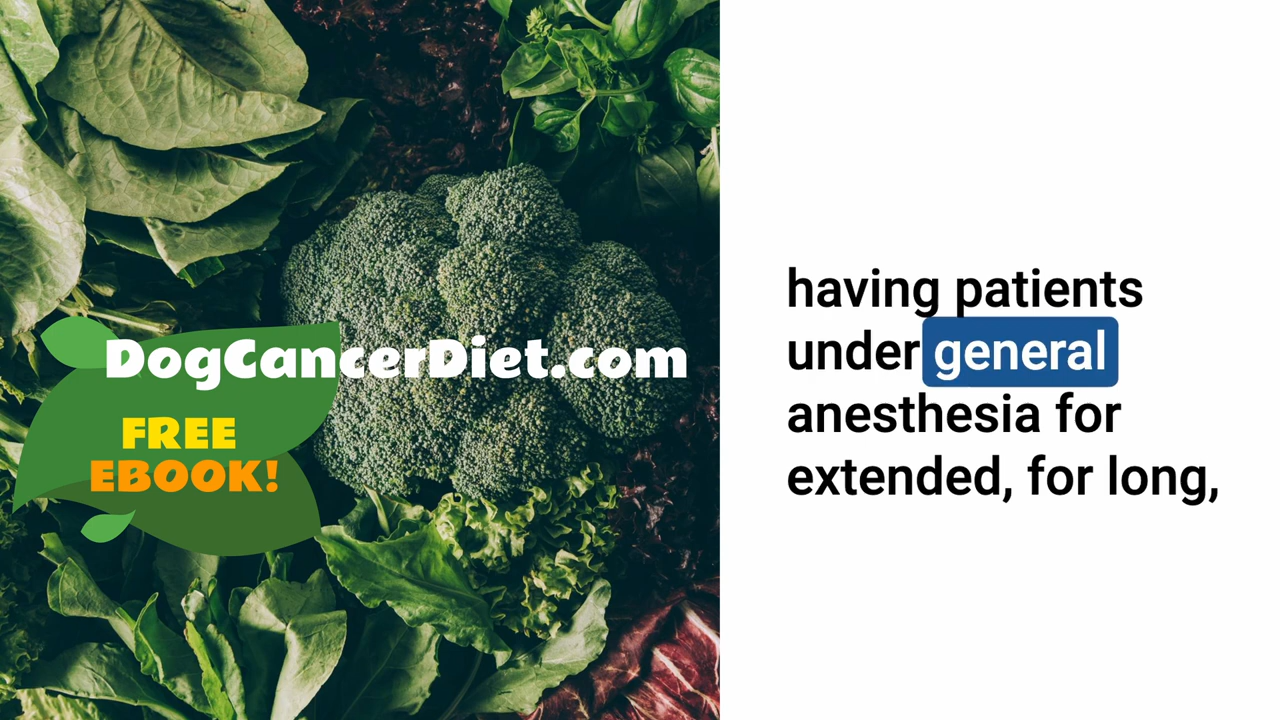 DogCancerDiet.com
FREE
EBOOK!
having patients
under general
anesthesia for
extended, for long,